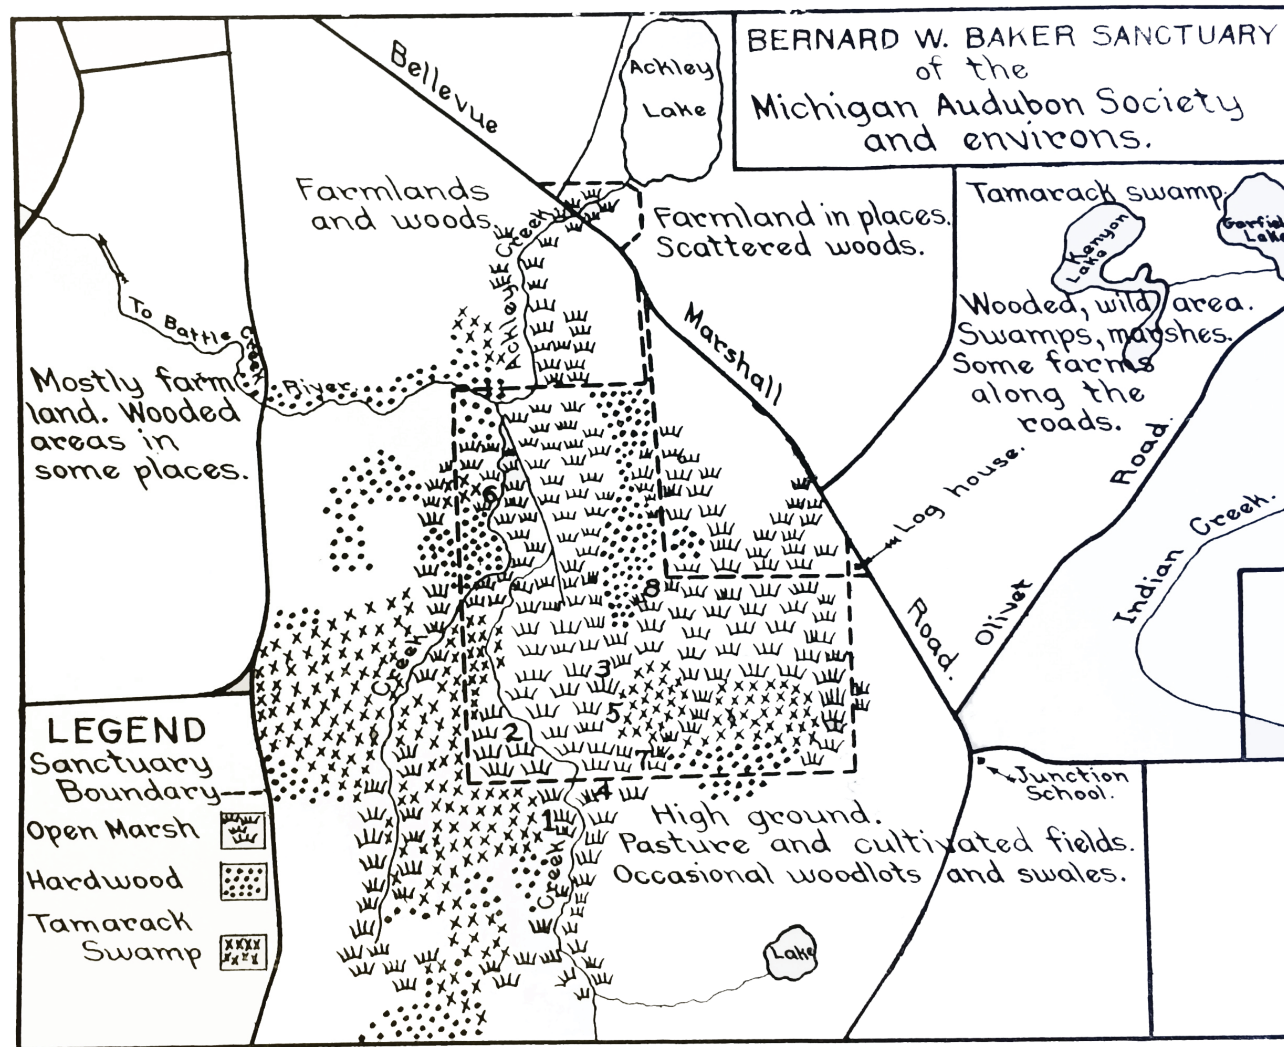 BERNARD W. BAKER SANCTUARY
of the
Michigan Audubon Society
and environs.
Bellevue
Ackley
Lake
Farmlands
and woods.
Farmland in places.
Scattered woods.
Tamarack swamp.
Kenyon
Lake
Garfield
Lake
Wooded, wild area.
Swamps, marshes.
Some farms
along the
roads.
Ackley Creek
Marshall
Road.
To Battle Creek
River
Mostly farm
land. Wooded
areas in
some places.
Log house.
Olivet Road.
Indian Creek.
Creek
6
8
3
5
2
7
4
1
Creek
LEGEND
Sanctuary
Boundary
Open Marsh
Hardwood
Tamarack
Swamp
Junction
School.
High ground.
Pasture and cultivated fields.
Occasional woodlots and swales.
Lake